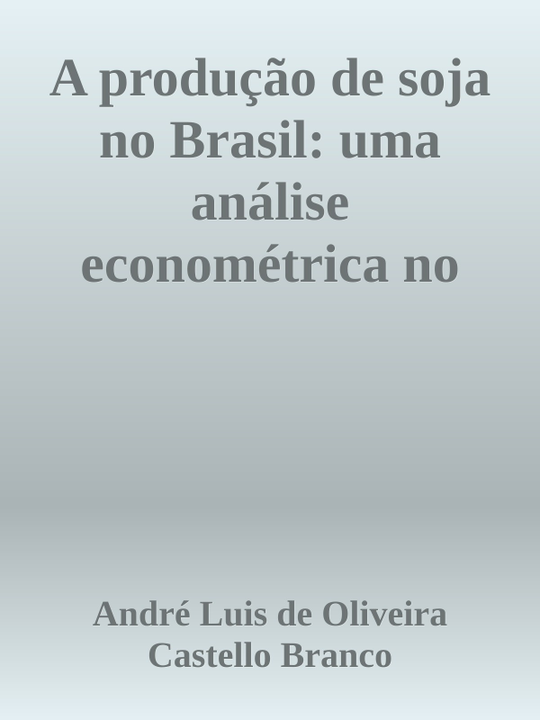 A produção de soja
no Brasil: uma
análise
econométrica no
André Luis de Oliveira
Castello Branco